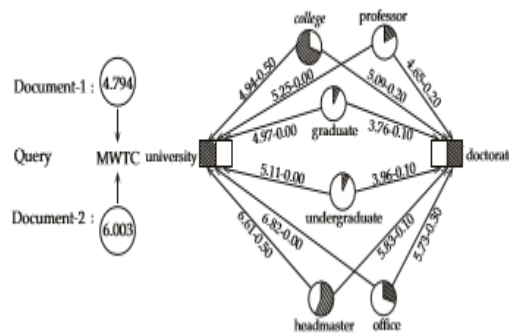 college
professor
4.94-0.50
5.25-0.00
5.09-0.20
4.65-0.20
Document-1 :
4.794
4.97-0.00
graduate
3.76-0.10
Query
MWTC
university
doctorate
5.11-0.00
3.96-0.10
undergraduate
Document-2 :
6.003
6.61-0.50
6.82-0.00
5.83-0.10
5.73-0.30
headmaster
office